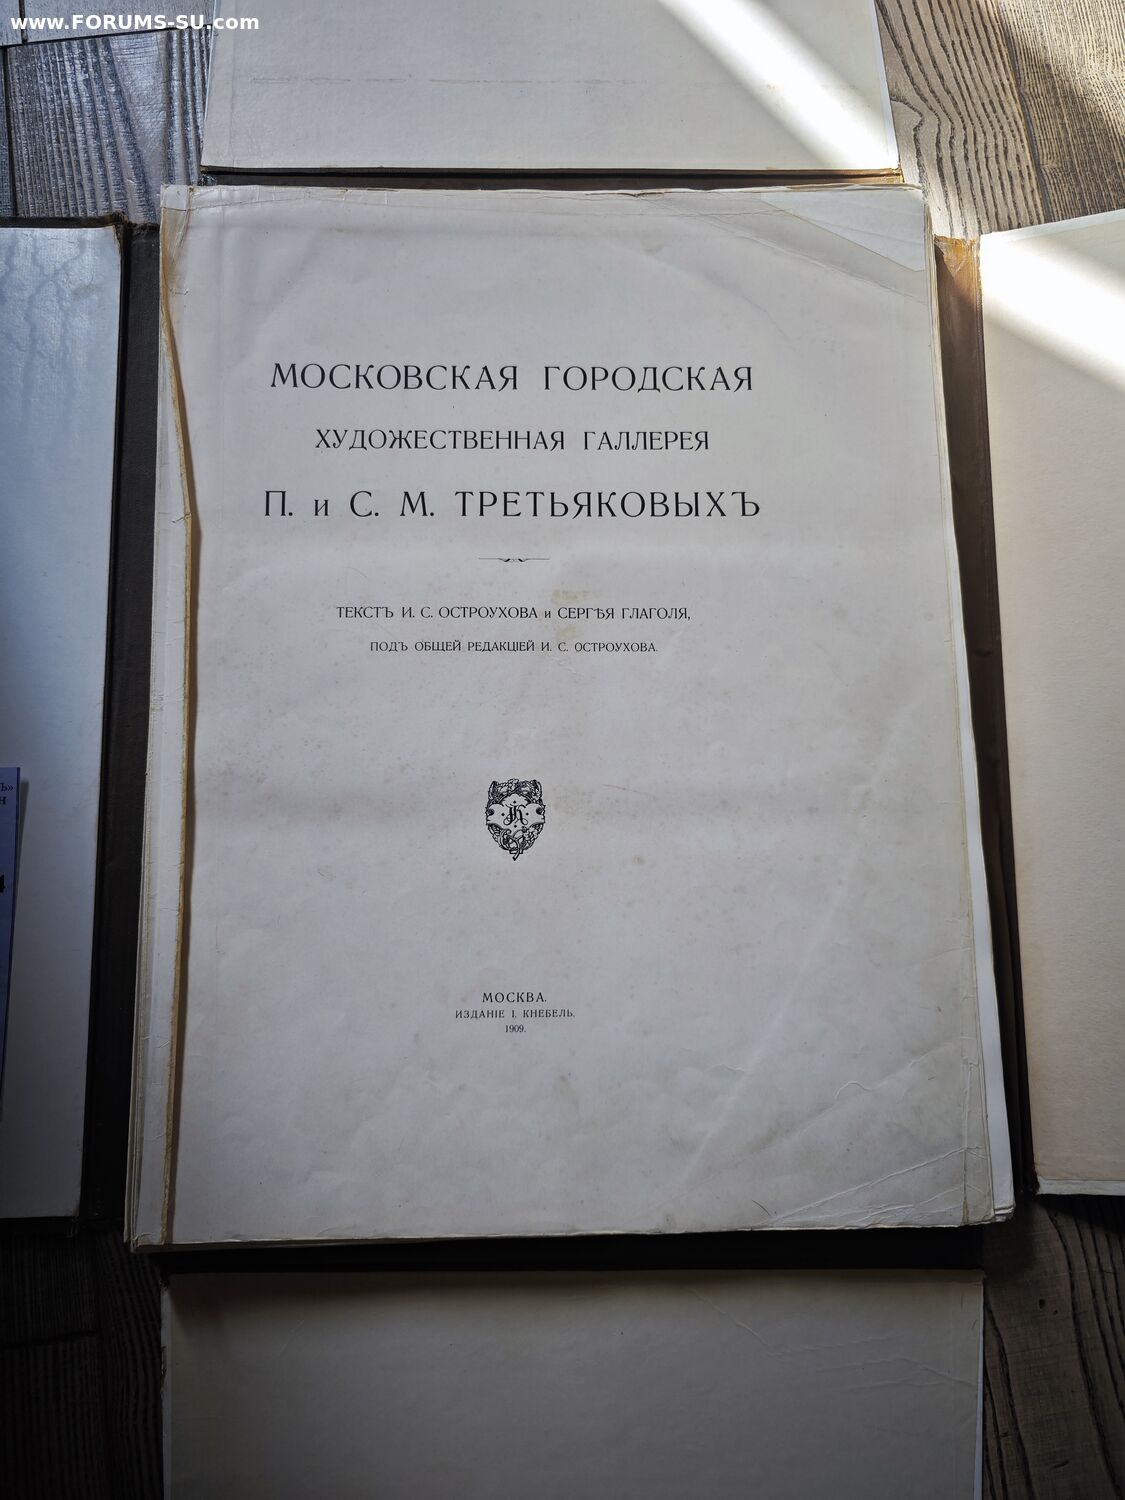 www.FORUMS-SU.com
МОСКОВСКАЯ ГОРОДСКАЯ
ХУДОЖЕСТВЕННАЯ ГАЛЛЕРЕЯ
П. и С. М. ТРЕТЬЯКОВЫХЪ
ТЕКСТЪ И. С. ОСТРОУХОВА и СЕРГѢЯ ГЛАГОЛЯ,
ПОДЪ ОБЩЕЙ РЕДАКЦІЕЙ И. С. ОСТРОУХОВА.
МОСКВА.
ИЗДАНІЕ І. КНЕБЕЛЬ.
1909.